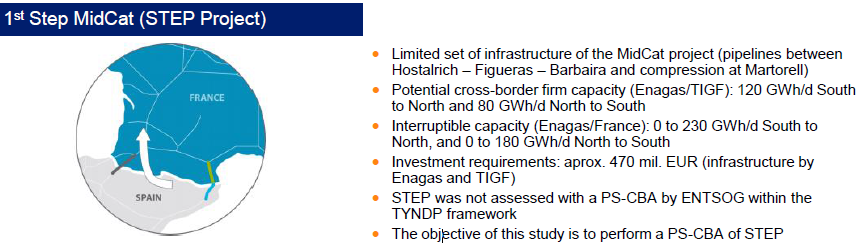 1st Step MidCat (STEP Project)
FRANCE
SPAIN
• Limited set of infrastructure of the MidCat project (pipelines between
Hostalrich – Figueras – Barbaira and compression at Martorell)
• Potential cross-border firm capacity (Enagas/TIGF): 120 GWh/d South
to North and 80 GWh/d North to South
• Interruptible capacity (Enagas/France): 0 to 230 GWh/d South to
North, and 0 to 180 GWh/d North to South
• Investment requirements: aprox. 470 mil. EUR (infrastructure by
Enagas and TIGF)
• STEP was not assessed with a PS-CBA by ENTSOG within the
TYNDP framework
• The objective of this study is to perform a PS-CBA of STEP